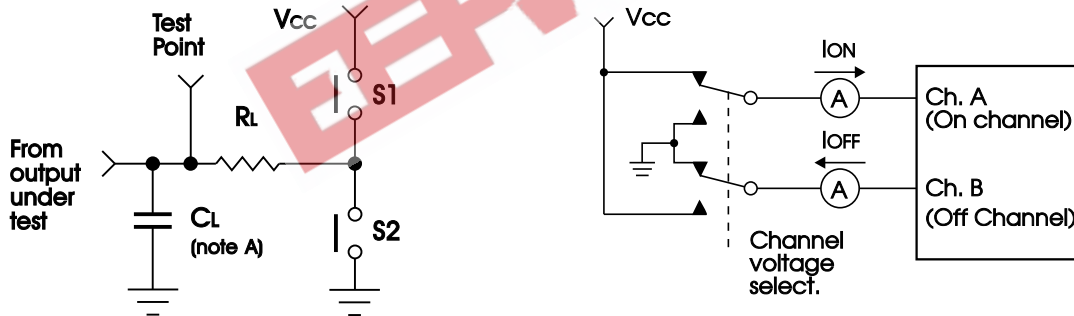 Test
Point
VCC
S1
RL
From
output
under
test
CL
(note A)
S2
VCC
ION
A
Ch. A
(On channel)
IOFF
A
Ch. B
(Off Channel)
Channel
voltage
select.